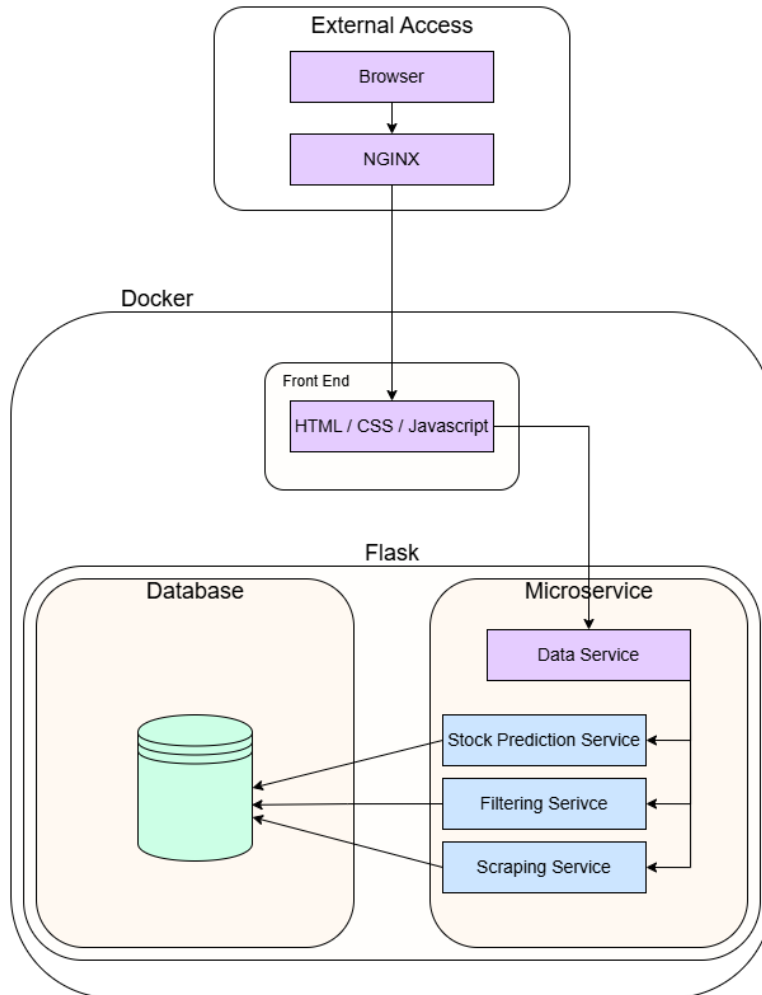 External Access
Browser
NGINX
Docker
Front End
HTML / CSS / Javascript
Flask
Database
Microservice
Data Service
Stock Prediction Service
Filtering Serivce
Scraping Service